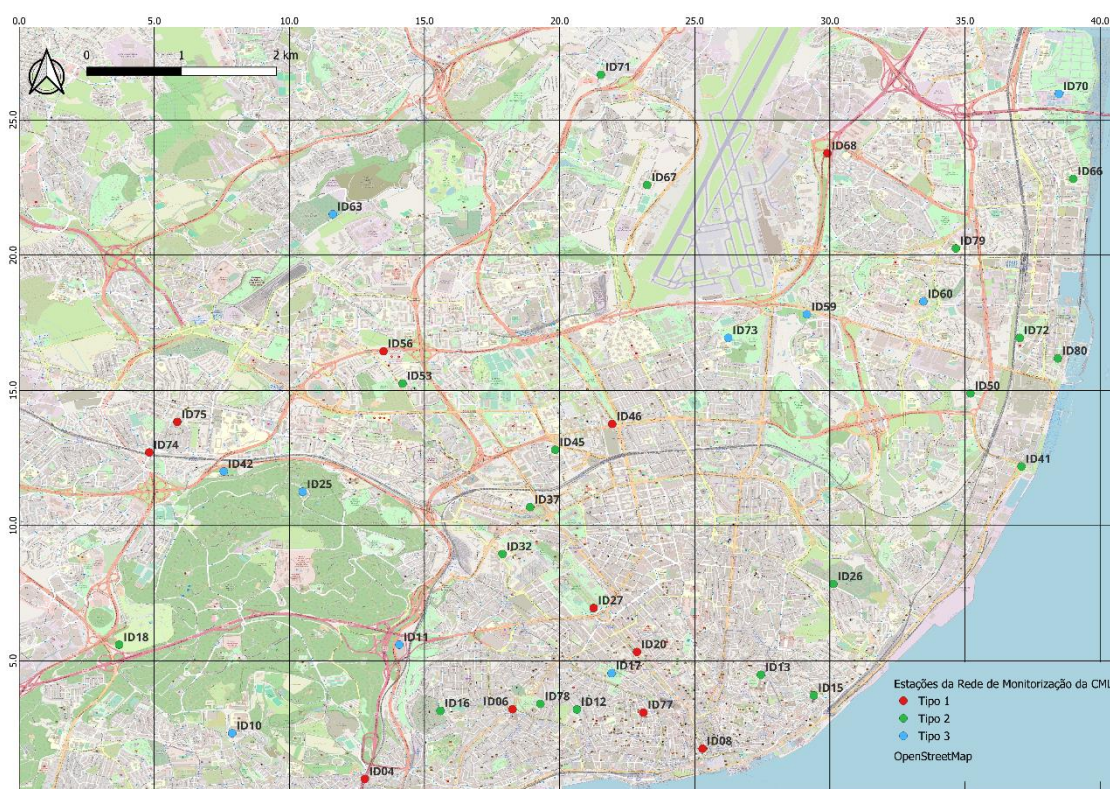 0.0 5.0 10.0 15.0 20.0 25.0 30.0 35.0 40.0
0 1 2 km
ID71
ID70
25.0
ID68
ID67
ID66
ID63
ID79
20.0
ID60
ID59
ID73
ID72
ID56
ID80
ID53
15.0
ID50
ID75
ID46
ID74
ID45
ID42
ID41
ID25
ID37
10.0
ID32
ID26
ID27
ID18
ID11
ID20
5.0
ID17
ID13
ID78
ID16
ID06
ID12
ID77
ID15
ID10
ID08
ID04
Estações da Rede de Monitorização da CML
Tipo 1
Tipo 2
Tipo 3
OpenStreetMap